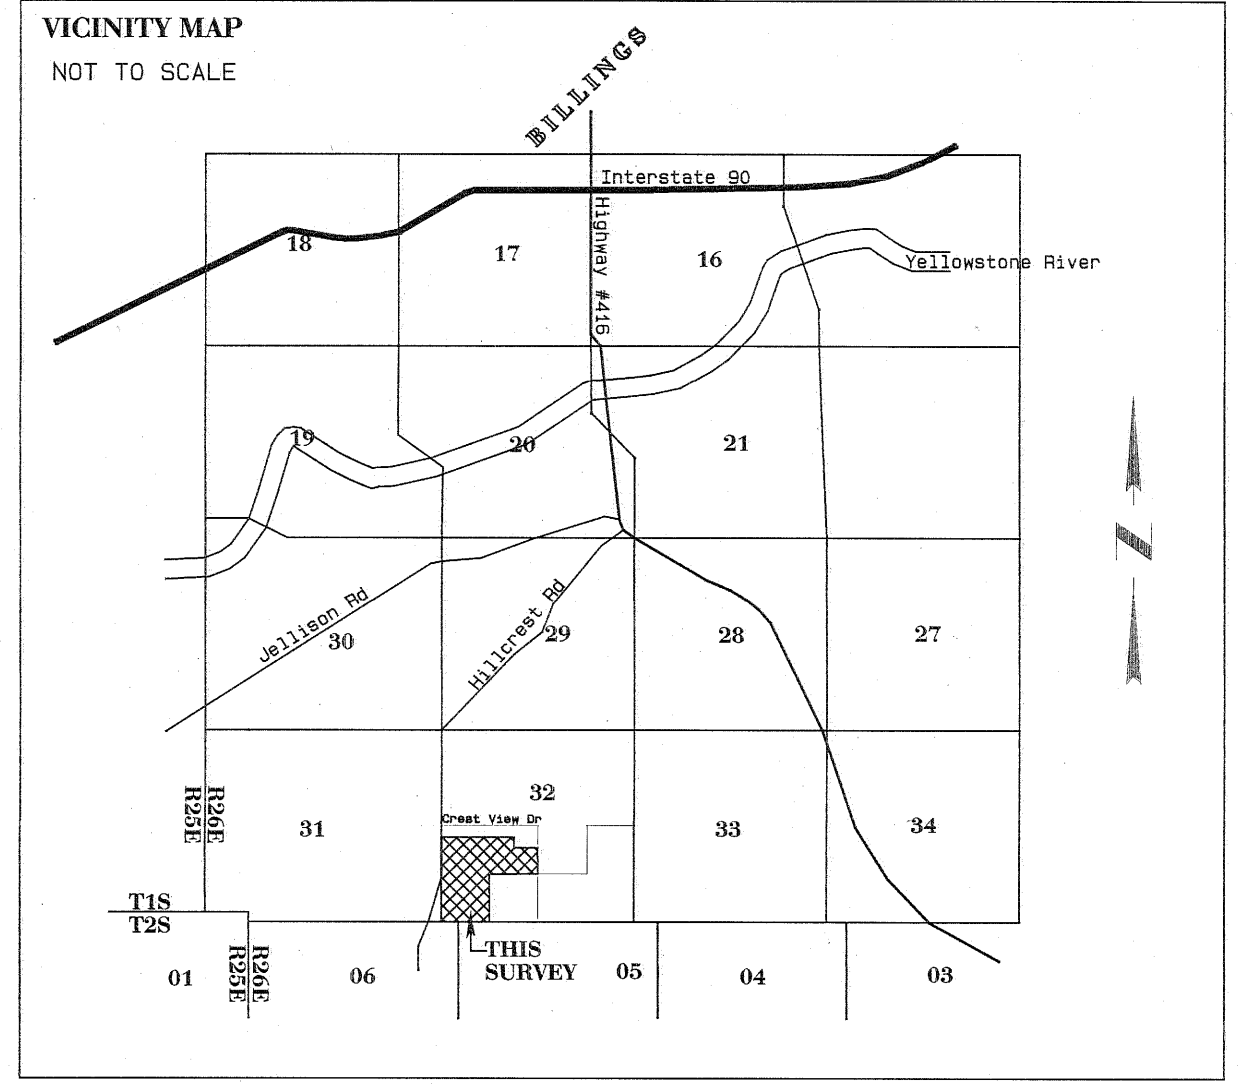 VICINITY MAP
NOT TO SCALE
BILLINGS
Interstate 90
Highway #416
18
17
16
Yellowstone River
19
20
21
N
Jellison Rd
30
Hillcrest Rd
29
28
27
R25E
R26E
31
32
Crest View Dr
33
34
T1S
T2S
R25E
R26E
01
06
THIS
SURVEY
05
04
03